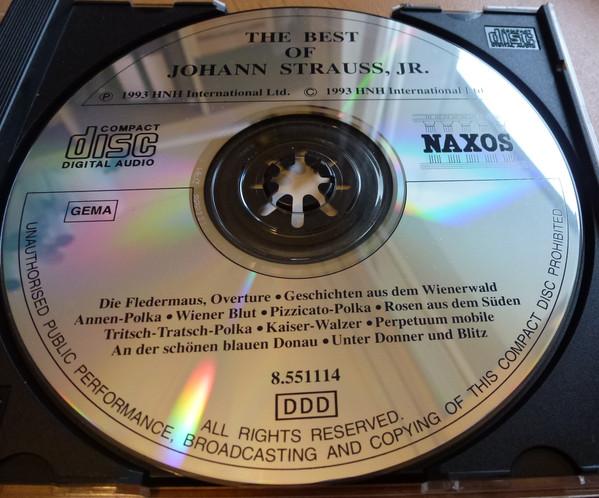 THE BEST
OF
JOHANN STRAUSS, JR.
Ⓟ 1993 HNH International Ltd. © 1993 HNH International Ltd
COMPACT
disc
DIGITAL AUDIO
NAXOS
GEMA
Die Fledermaus, Overture • Geschichten aus dem Wienerwald
Annen-Polka • Wiener Blut • Pizzicato-Polka • Rosen aus dem Süden
Tritsch-Tratsch-Polka • Kaiser-Walzer • Perpetuum mobile
An der schönen blauen Donau • Unter Donner und Blitz
8.551114
DDD
ALL RIGHTS RESERVED.
UNAUTHORISED PUBLIC PERFORMANCE, BROADCASTING AND COPYING OF THIS COMPACT DISC PROHIBITED
COMPACT
disc